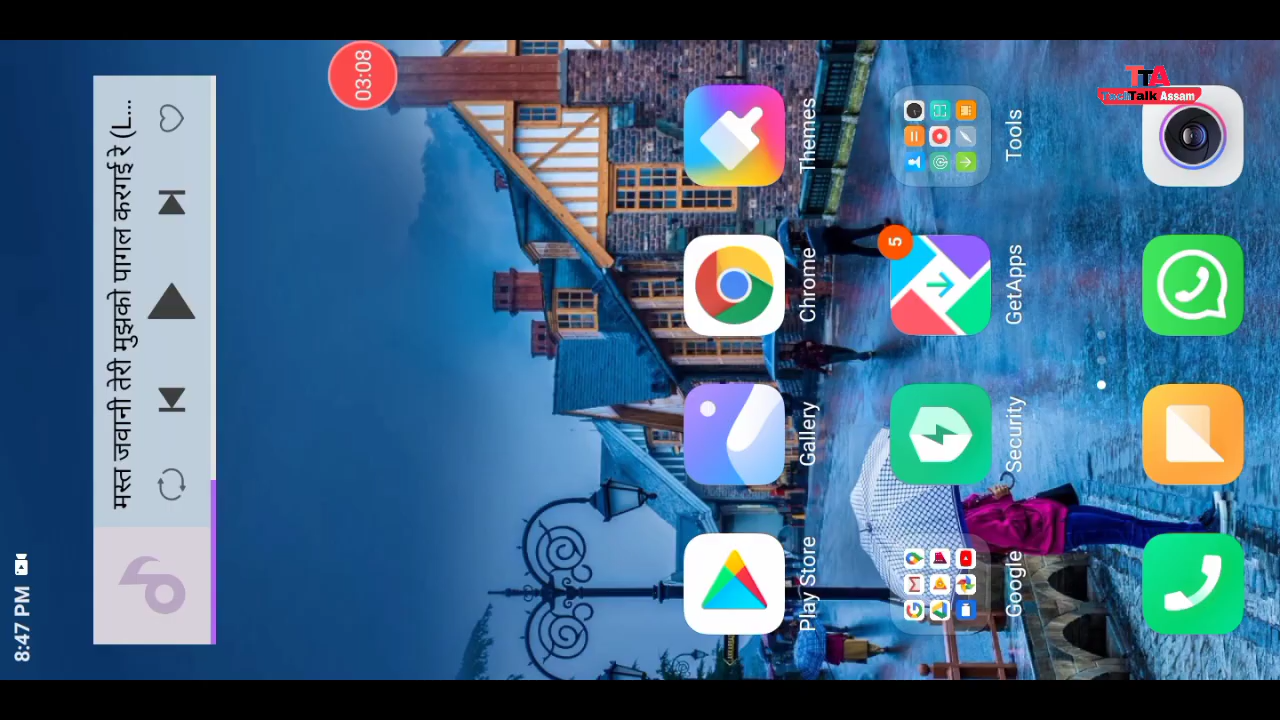 8:47 PM
मस्त जवानी तेरी मुझको पागल करगई रे (L...
03:08
Play Store
Gallery
Chrome
Themes
Google
Security
GetApps
5
Tools
TTA
TechTalk Assam